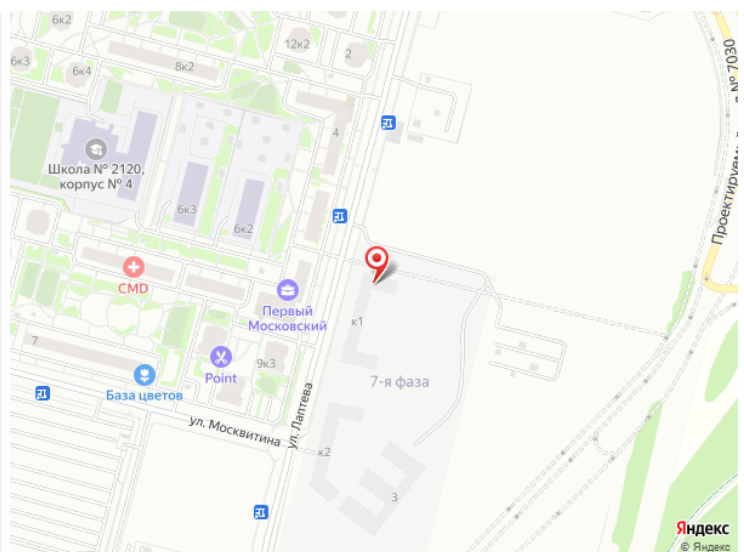 12к2
2
6к2
6к3
6к4
8к2
4
Школа № 2120,
корпус № 4
6к3
6к2
CMD
Первый
Московский
к1
7
9к3
Point
База цветов
7-я фаза
ул. Лаптева
ул. Москвитина
к2
3
Проектируемый
д № 7030
Яндекс
© Яндекс